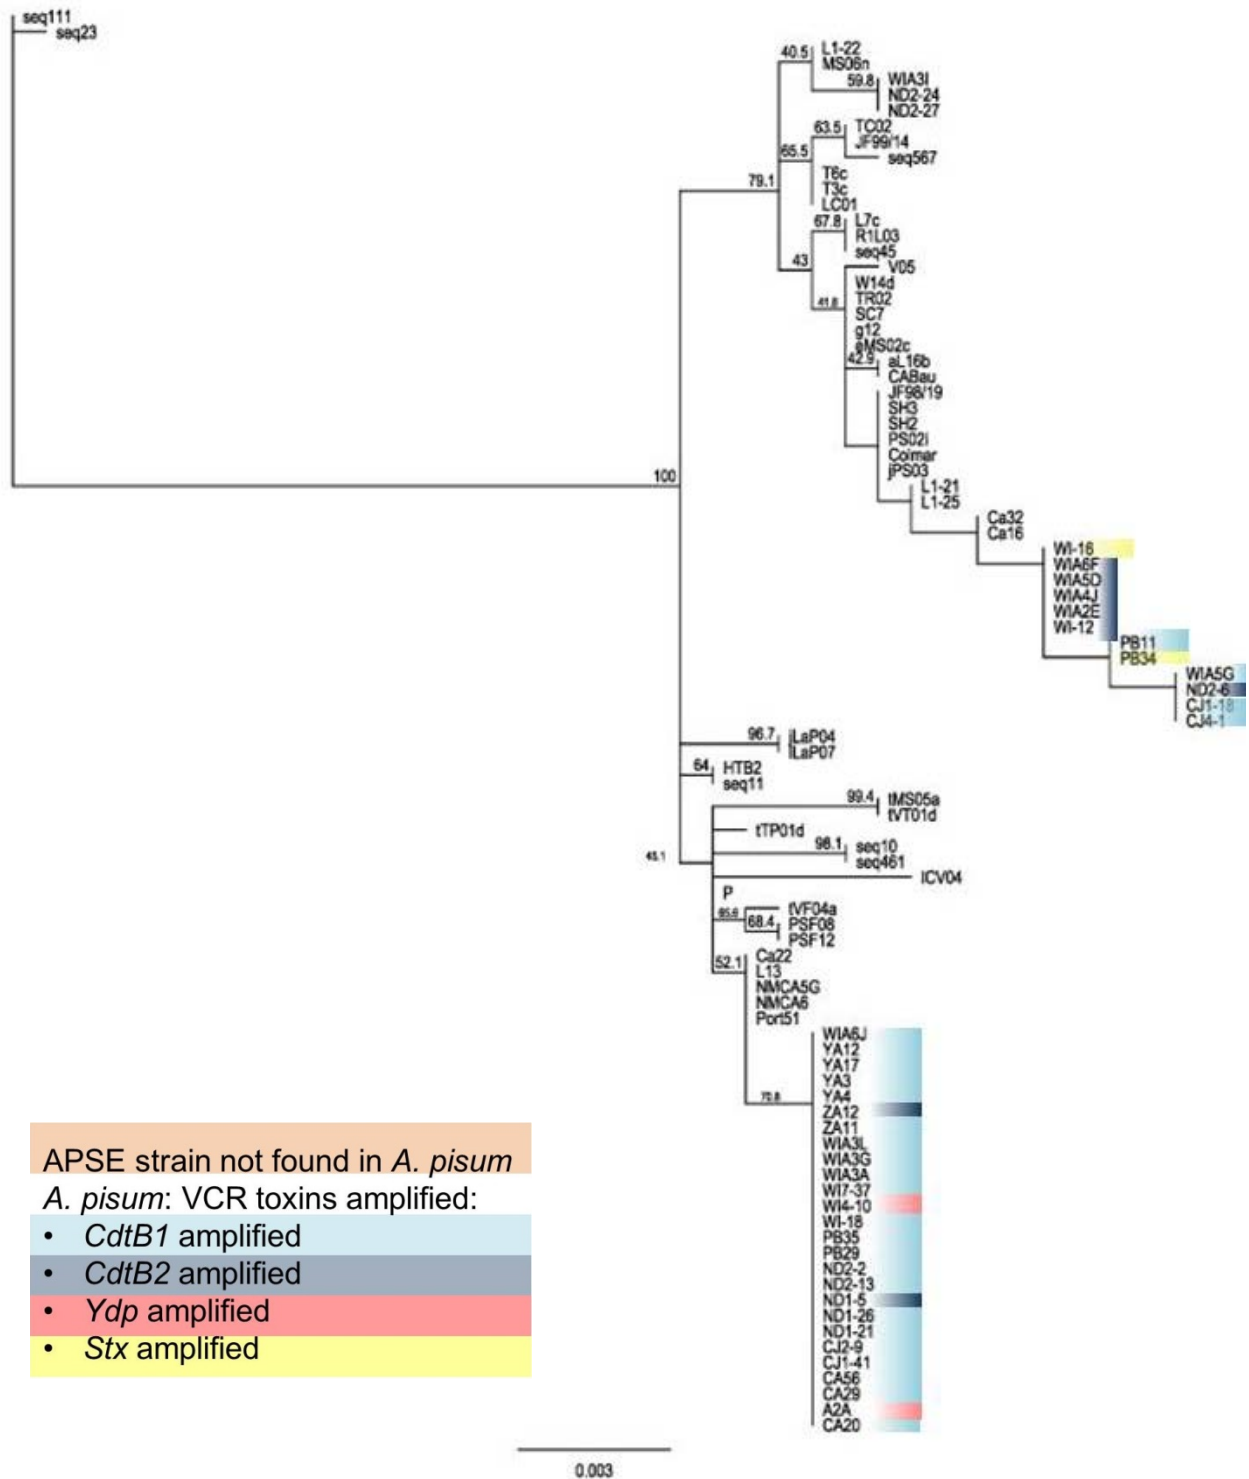 seq111
seq23
40.5
L1-22
MS06n
59.8
WIA3I
ND2-24
ND2-27
63.5
TC02
JF99/14
65.5
seq567
T6c
T3c
LC01
79.1
67.8
L7c
R1L03
seq45
43
V05
W14d
TR02
SC7
g12
eMS02c
42.9
aL16b
CABau
JF98/19
SH3
SH2
PS02I
Colmar
jPS03
L1-21
L1-25
100
Ca32
Ca16
WI-16
WIA6F
WIA5D
WIA4J
WIA2E
WI-12
PB11
PB34
WIA5G
ND2-6
CJ1-18
CJ4-1
96.7
LaP07
64
HTB2
seq11
99.4
tMS05a
tVT01d
tTP01d
98.1
seq10
seq461
45.1
ICV04
P
tVF04a
68.4
PSF08
PSF12
52.1
Ca22
L13
NMCA5G
NMCA6
Port51
70.8
WIA6J
YA12
YA17
YA3
YA4
ZA12
ZA11
WIA3L
WIA3G
WIA3A
WI7-37
WI4-10
WI-18
PB35
PB29
ND2-2
ND2-13
ND1-5
ND1-26
ND1-21
CJ2-9
CJ1-41
CA56
CA29
A2A
CA20
APSE strain not found in A. pisum
A. pisum: VCR toxins amplified:
• CdtB1 amplified
• CdtB2 amplified
• Ydp amplified
• Stx amplified
0.003